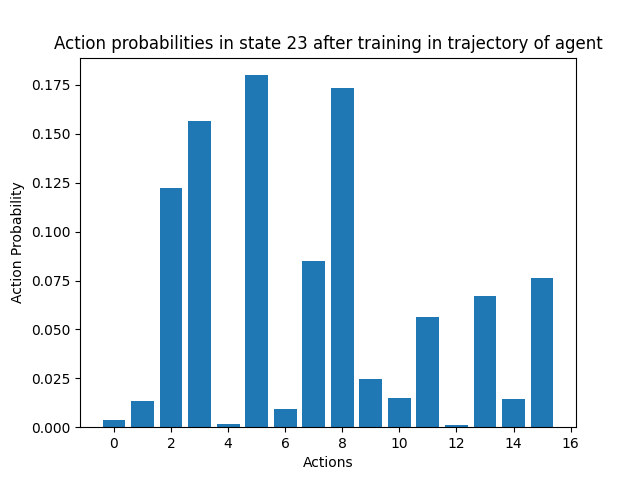 Action probabilities in state 23 after training in trajectory of agent
0.175
0.150
0.125
0.100
0.075
0.050
0.025
0.000
Action Probability
0 2 4 6 8 10 12 14 16
Actions